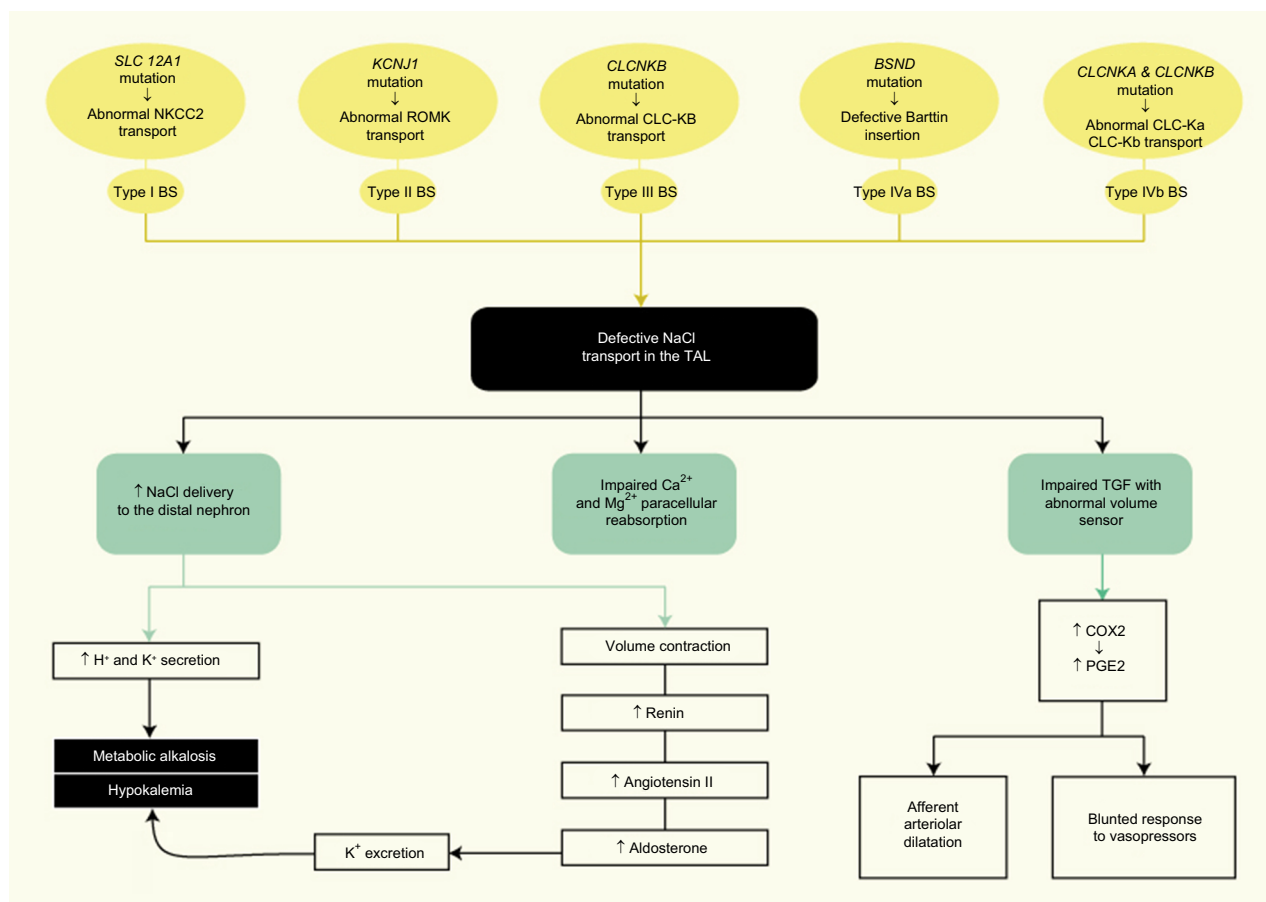 SLC 12A1
mutation
↓
Abnormal NKCC2
transport
Type I BS
KCNJ1
mutation
↓
Abnormal ROMK
transport
Type II BS
CLCNKB
mutation
↓
Abnormal CLC-KB
transport
Type III BS
BSND
mutation
↓
Defective Barttin
insertion
Type IVa BS
CLCNKA & CLCNKB
mutation
↓
Abnormal CLC-Ka
CLC-Kb transport
Type IVb BS
Defective NaCl
transport in the TAL
↑ NaCl delivery
to the distal nephron
Impaired Ca²⁺
and Mg²⁺ paracellular
reabsorption
Impaired TGF with
abnormal volume
sensor
↑ H⁺ and K⁺ secretion
Metabolic alkalosis
Hypokalemia
Volume contraction
↑ Renin
↑ Angiotensin II
↑ Aldosterone
K⁺ excretion
↑ COX2
↓
↑ PGE2
Afferent
arteriolar
dilatation
Blunted response
to vasopressors